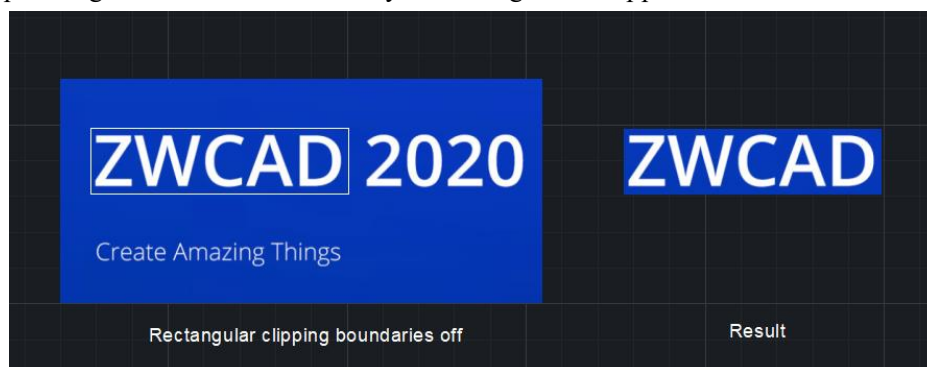 ZWCAD 2020
Create Amazing Things
Rectangular clipping boundaries off
ZWCAD
Result